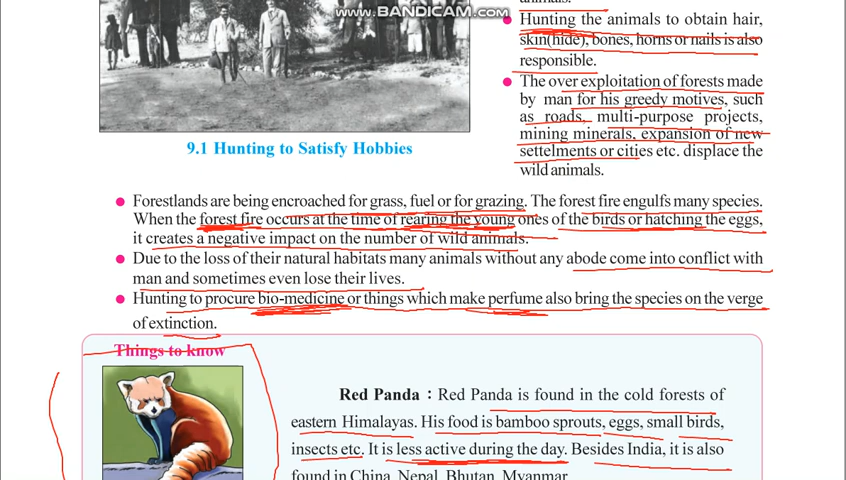 www.BANDICAM.com
animals.
● Hunting the animals to obtain hair,
skin(hide), bones, horns or nails is also
responsible.
● The over exploitation of forests made
by man for his greedy motives, such
as roads, multi-purpose projects,
mining minerals, expansion of new
settelments or cities etc. displace the
wild animals.
9.1 Hunting to Satisfy Hobbies
● Forestlands are being encroached for grass, fuel or for grazing. The forest fire engulfs many species.
When the forest fire occurs at the time of rearing the young ones of the birds or hatching the eggs,
it creates a negative impact on the number of wild animals.
● Due to the loss of their natural habitats many animals without any abode come into conflict with
man and sometimes even lose their lives.
● Hunting to procure bio-medicine or things which make perfume also bring the species on the verge
of extinction.
Things to know
Red Panda : Red Panda is found in the cold forests of
eastern Himalayas. His food is bamboo sprouts, eggs, small birds,
insects etc. It is less active during the day. Besides India, it is also
found in China, Nepal, Bhutan, Myanmar.